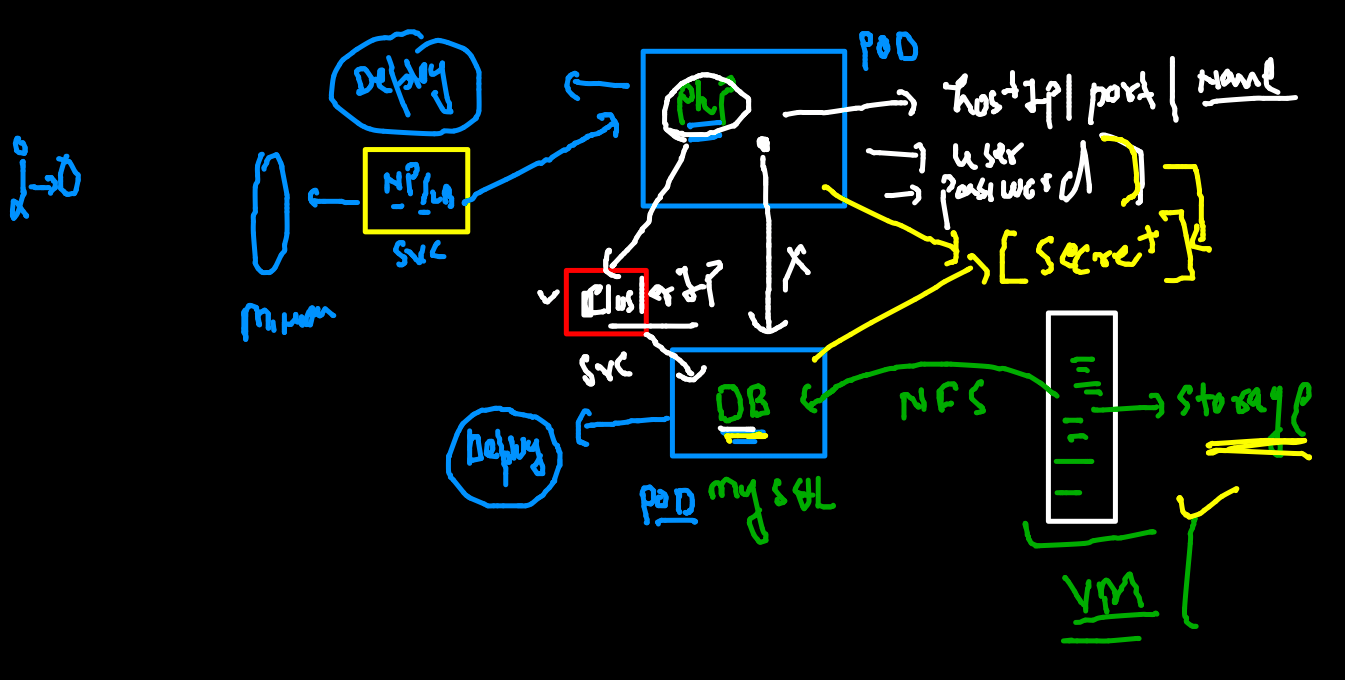 Deploy
POD
php
hostIp | port | Name
user
password
NP/LB
svc
[ Secret ]
ClusterIP
x
svc
DB
NFS
storage
Deploy
POD
mysql
VM